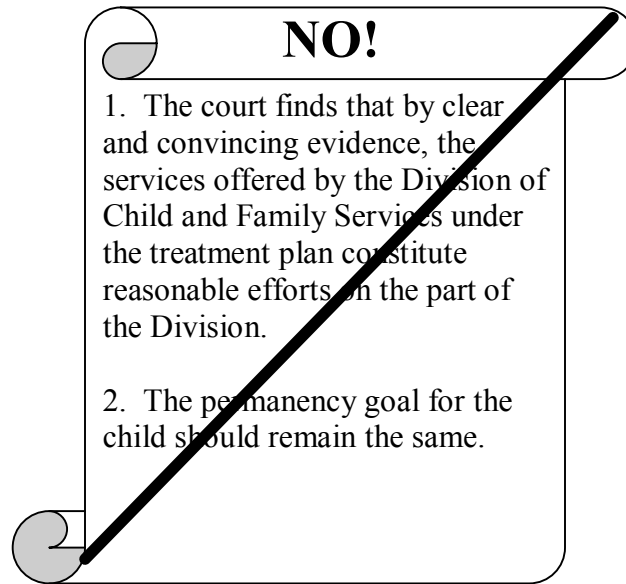 NO!
1. The court finds that by clear
and convincing evidence, the
services offered by the Division of
Child and Family Services under
the treatment plan constitute
reasonable efforts on the part of
the Division.
2. The permanency goal for the
child should remain the same.